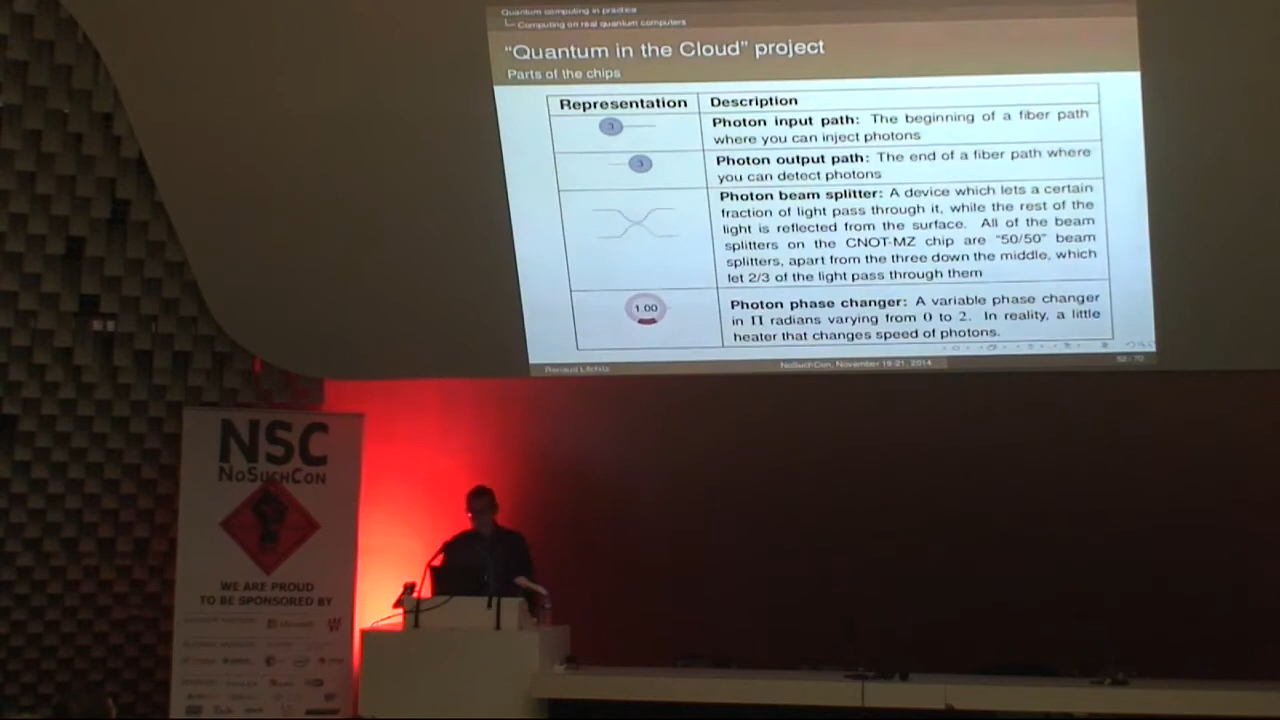 Quantum computing in practice
Computing on real quantum computers
"Quantum in the Cloud" project
Parts of the chips
Representation
Description
3
Photon input path: The beginning of a fiber path
where you can inject photons
3
Photon output path: The end of a fiber path where
you can detect photons
Photon beam splitter: A device which lets a certain
fraction of light pass through it, while the rest of the
light is reflected from the surface. All of the beam
splitters on the CNOT-MZ chip are "50/50" beam
splitters, apart from the three down the middle, which
let 2/3 of the light pass through them
1.00
Photon phase changer: A variable phase changer
in Π radians varying from 0 to 2. In reality, a little
heater that changes speed of photons.
Renaud Lifchitz
NoSuchCon, November 19-21, 2014
52 / 70
NSC
NoSuchCon
WE ARE PROUD
TO BE SPONSORED BY
Microsoft